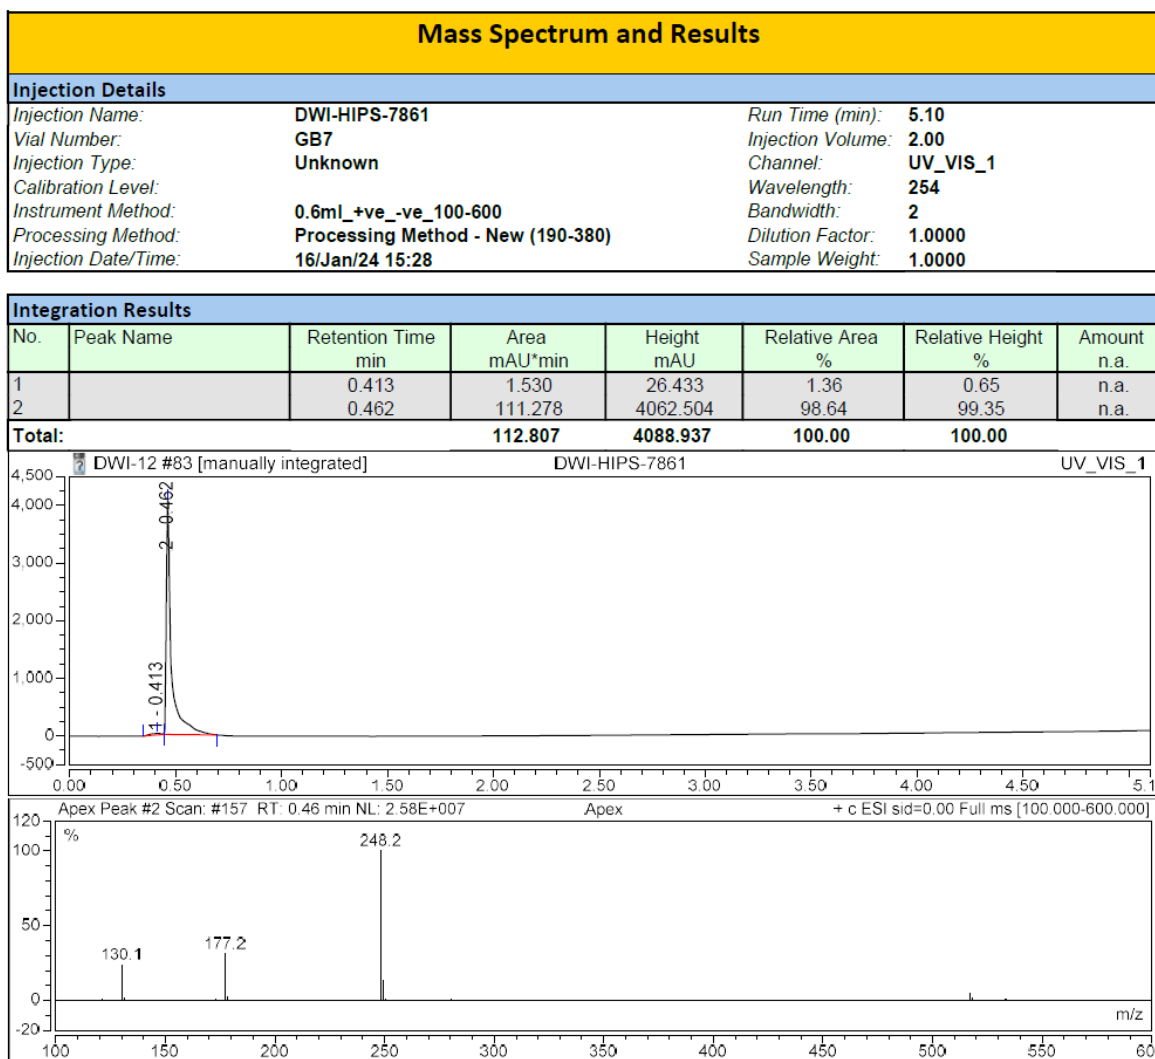 Mass Spectrum and Results
Injection Details
Injection Name: DWI-HIPS-7861 Run Time (min): 5.10
Vial Number: GB7 Injection Volume: 2.00
Injection Type: Unknown Channel: UV_VIS_1
Calibration Level: Wavelength: 254
Instrument Method: 0.6ml_+ve_-ve_100-600 Bandwidth: 2
Processing Method: Processing Method - New (190-380) Dilution Factor: 1.0000
Injection Date/Time: 16/Jan/24 15:28 Sample Weight: 1.0000
Integration Results
No. Peak Name Retention Time Area Height Relative Area Relative Height Amount
min mAU*min mAU % % n.a.
1 0.413 1.530 26.433 1.36 0.65 n.a.
2 0.462 111.278 4062.504 98.64 99.35 n.a.
Total: 112.807 4088.937 100.00 100.00
DWI-12 #83 [manually integrated] DWI-HIPS-7861 UV_VIS_1
4,500
4,000
3,000
2,000
1,000
0
-500
2 - 0.462
1 - 0.413
0.00 0.50 1.00 1.50 2.00 2.50 3.00 3.50 4.00 4.50 5.1
Apex Peak #2 Scan: #157 RT: 0.46 min NL: 2.58E+007 Apex + c ESI sid=0.00 Full ms [100.000-600.000]
120
%
100
50
0
-20
248.2
177.2
130.1
m/z
100 150 200 250 300 350 400 450 500 550 60